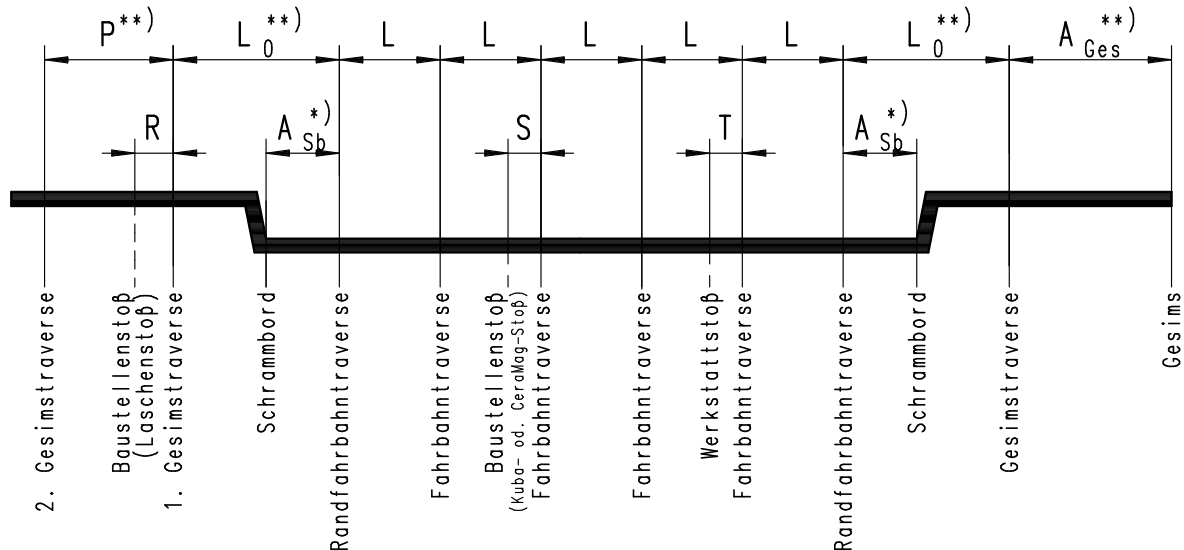 P**)
L0**)
L
L
L
L
L
L0**)
AGes**)
R
ASb*)
S
T
ASb*)
2. Gesimstraverse
Baustellenstoß
(Laschenstoß)
1. Gesimstraverse
Schrammbord
Randfahrbahntraverse
Fahrbahntraverse
Baustellenstoß
(Kuba- od. CeraMag-Stoß)
Fahrbahntraverse
Fahrbahntraverse
Werkstattstoß
Fahrbahntraverse
Randfahrbahntraverse
Schrammbord
Gesimstraverse
Gesims